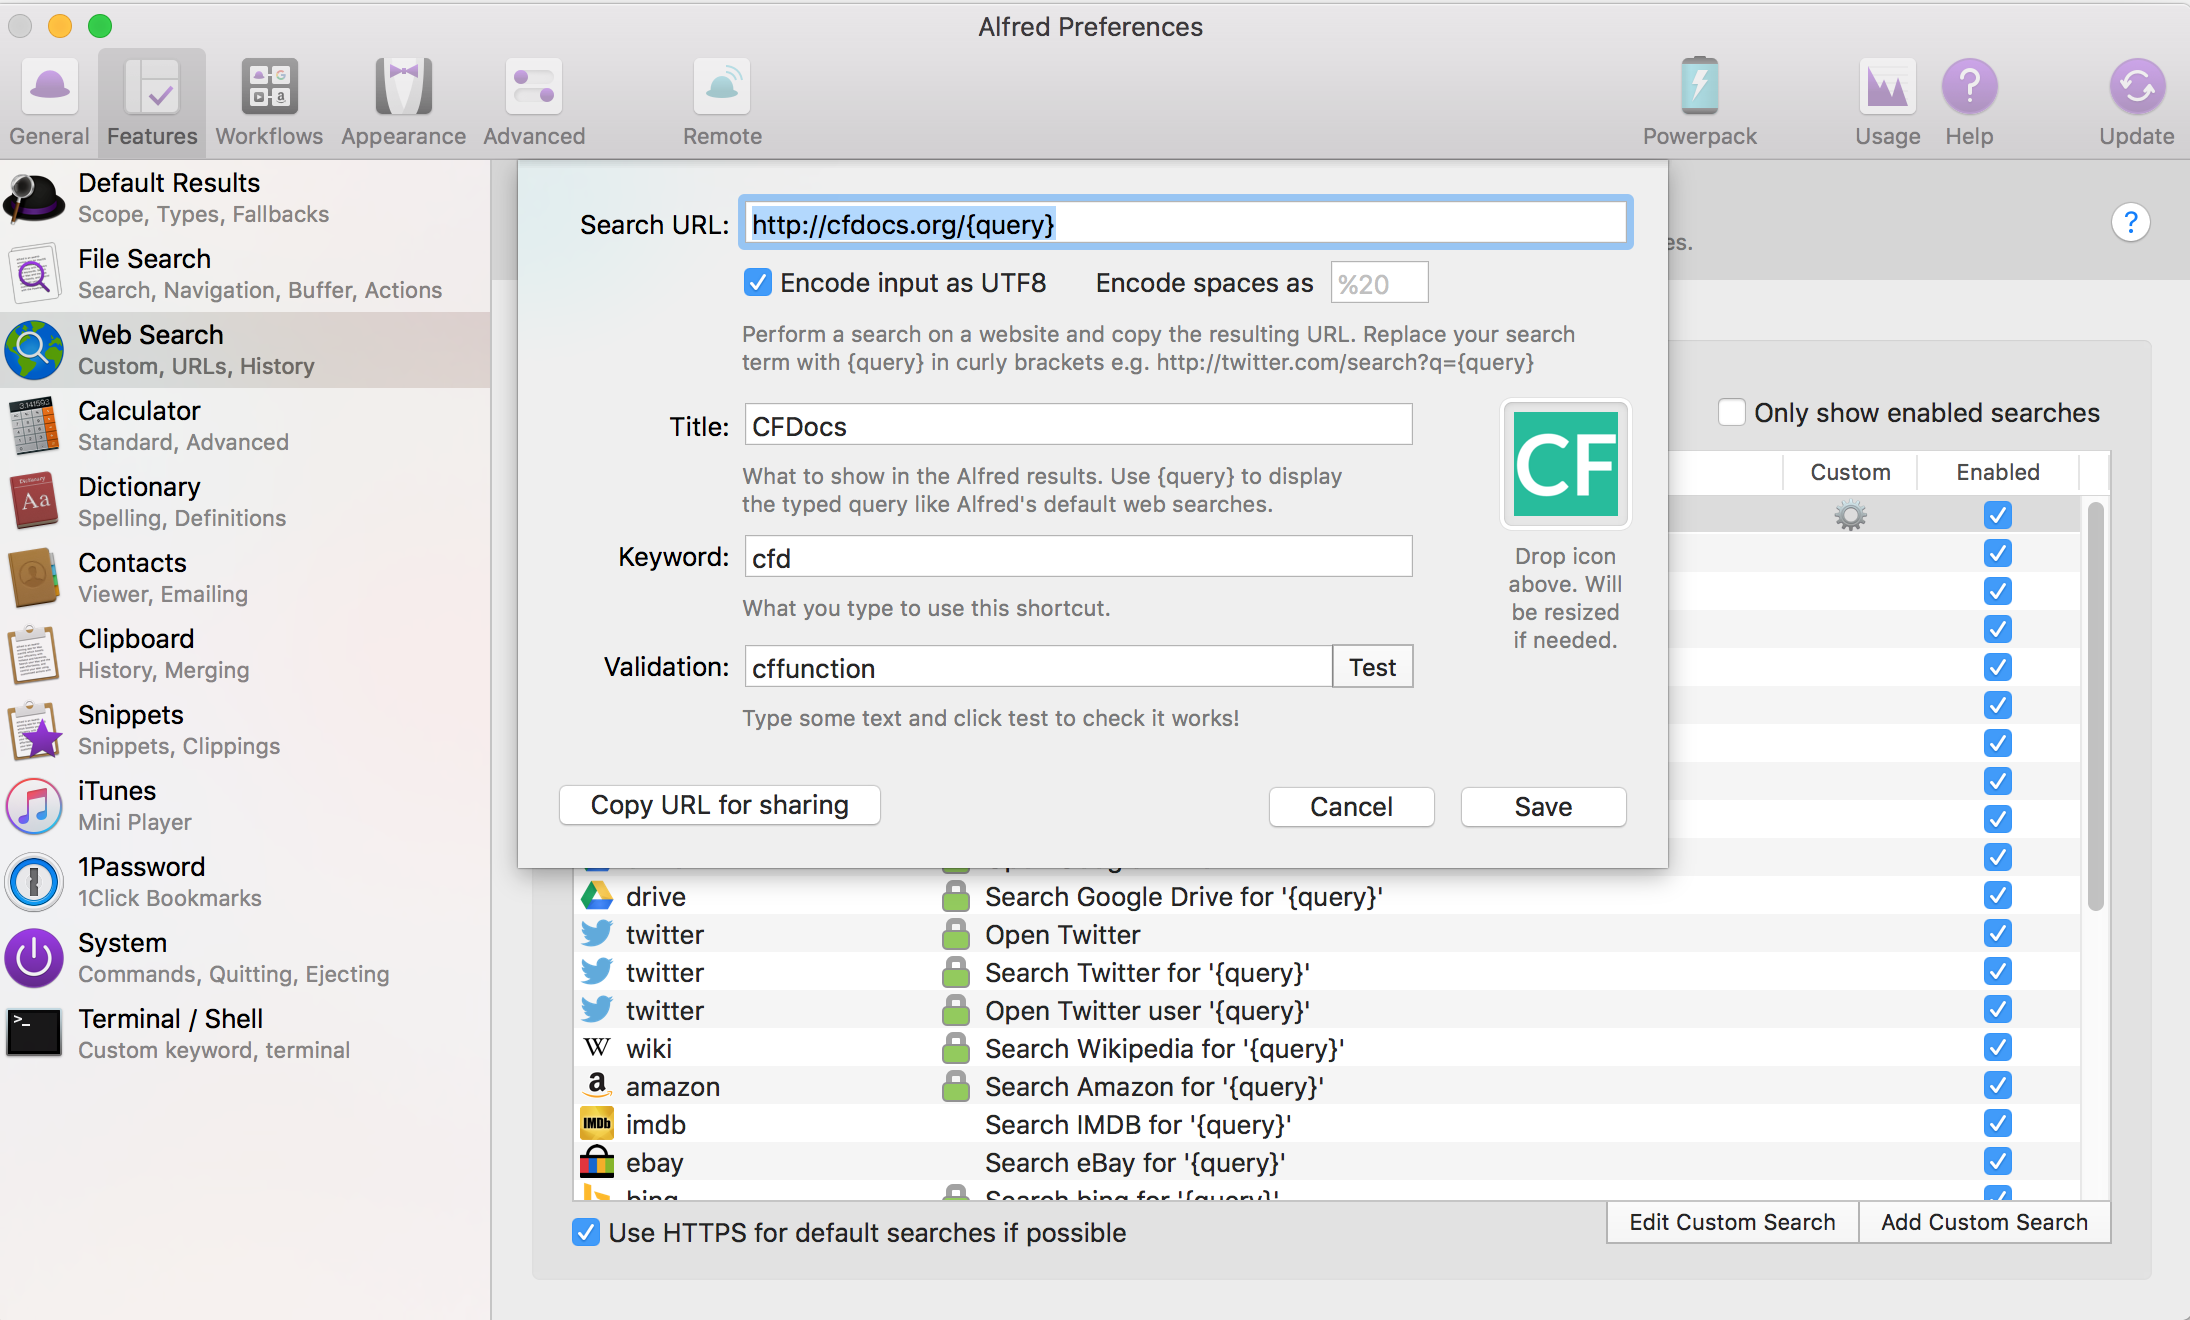 Alfred Preferences
General
Features
Workflows
Appearance
Advanced
Remote
Powerpack
Usage
Help
Update
Default Results
Scope, Types, Fallbacks
File Search
Search, Navigation, Buffer, Actions
Web Search
Custom, URLs, History
3.141593
Calculator
Standard, Advanced
Dictionary
Aa
Dictionary
Spelling, Definitions
Contacts
Viewer, Emailing
Clipboard
History, Merging
Snippets
Snippets, Clippings
iTunes
Mini Player
1Password
1Click Bookmarks
System
Commands, Quitting, Ejecting
>_
Terminal / Shell
Custom keyword, terminal
Search URL: http://cfdocs.org/{query}
Encode input as UTF8 Encode spaces as %20
Perform a search on a website and copy the resulting URL. Replace your search
term with {query} in curly brackets e.g. http://twitter.com/search?q={query}
Title: CFDocs
What to show in the Alfred results. Use {query} to display
the typed query like Alfred's default web searches.
CF
Drop icon
above. Will
be resized
if needed.
Keyword: cfd
What you type to use this shortcut.
Validation: cffunction Test
Type some text and click test to check it works!
Copy URL for sharing Cancel Save
es.
?
Only show enabled searches
Custom Enabled
drive Search Google Drive for '{query}'
twitter Open Twitter
twitter Search Twitter for '{query}'
twitter Open Twitter user '{query}'
W wiki Search Wikipedia for '{query}'
a amazon Search Amazon for '{query}'
IMDb imdb Search IMDB for '{query}'
ebay Search eBay for '{query}'
bing Search bing for '{query}'
Use HTTPS for default searches if possible
Edit Custom Search Add Custom Search